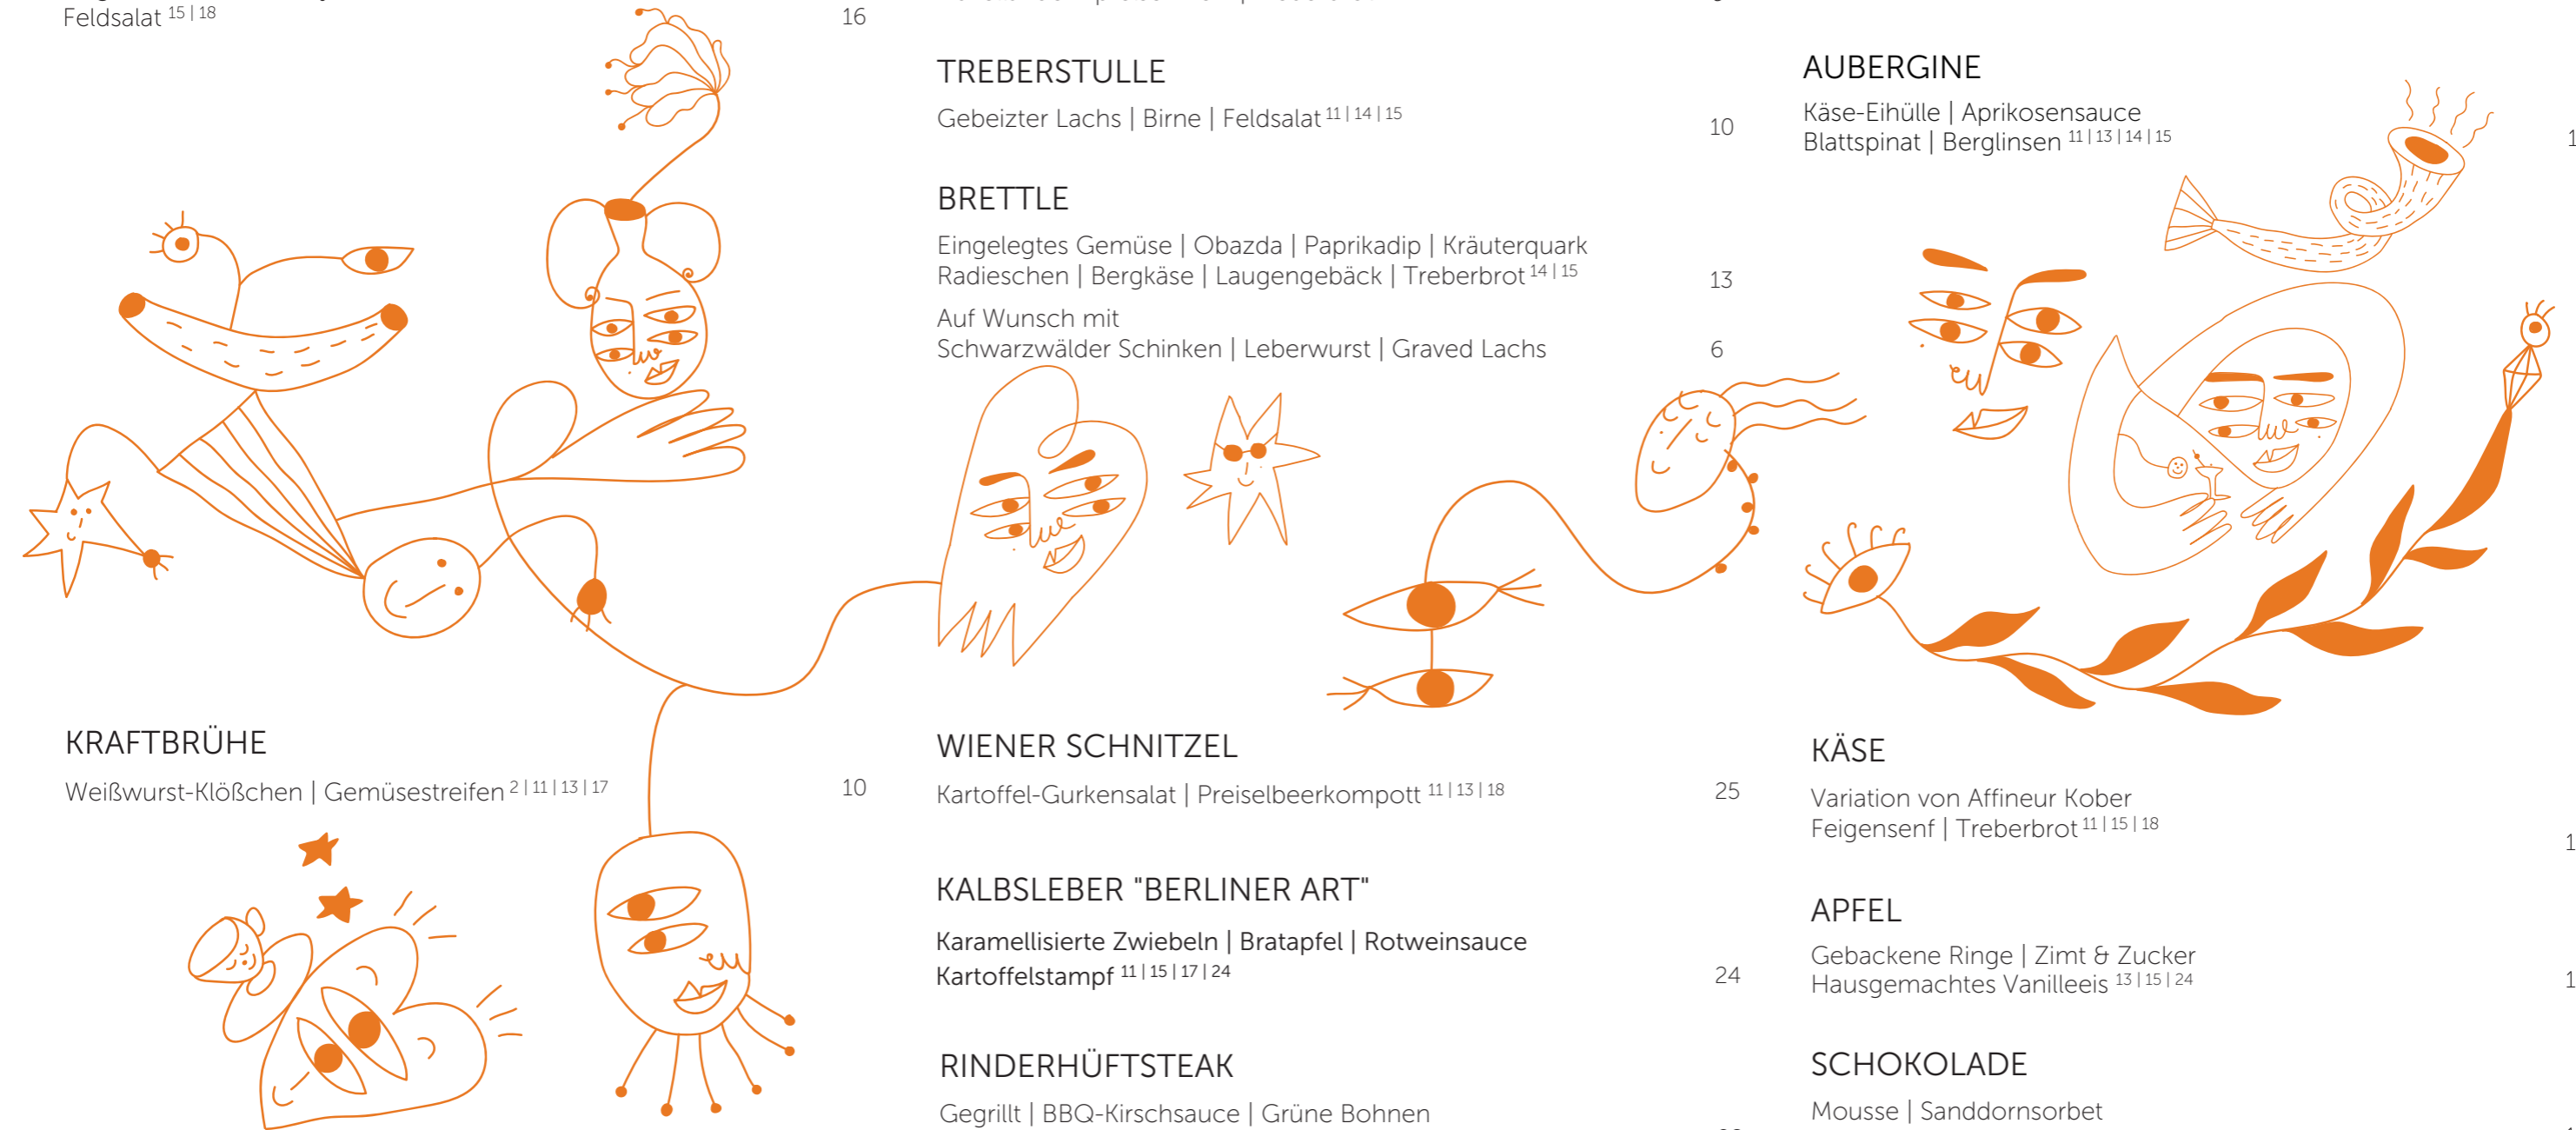 Feldsalat 15 | 18
16
KRAFTBRÜHE
Weißwurst-Klößchen | Gemüsestreifen 2 | 11 | 13 | 17
10
TREBERSTULLE
Gebeizter Lachs | Birne | Feldsalat 11 | 14 | 15
10
BRETTLE
Eingelegtes Gemüse | Obazda | Paprikadip | Kräuterquark
Radieschen | Bergkäse | Laugengebäck | Treberbrot 14 | 15
13
Auf Wunsch mit
Schwarzwälder Schinken | Leberwurst | Graved Lachs
6
WIENER SCHNITZEL
Kartoffel-Gurkensalat | Preiselbeerkompott 11 | 13 | 18
25
KALBSLEBER "BERLINER ART"
Karamellisierte Zwiebeln | Bratapfel | Rotweinsauce
Kartoffelstampf 11 | 15 | 17 | 24
24
RINDERHÜFTSTEAK
Gegrillt | BBQ-Kirschsauce | Grüne Bohnen
AUBERGINE
Käse-Eihülle | Aprikosensauce
Blattspinat | Berglinsen 11 | 13 | 14 | 15
KÄSE
Variation von Affineur Kober
Feigensenf | Treberbrot 11 | 15 | 18
APFEL
Gebackene Ringe | Zimt & Zucker
Hausgemachtes Vanilleeis 13 | 15 | 24
SCHOKOLADE
Mousse | Sanddornsorbet